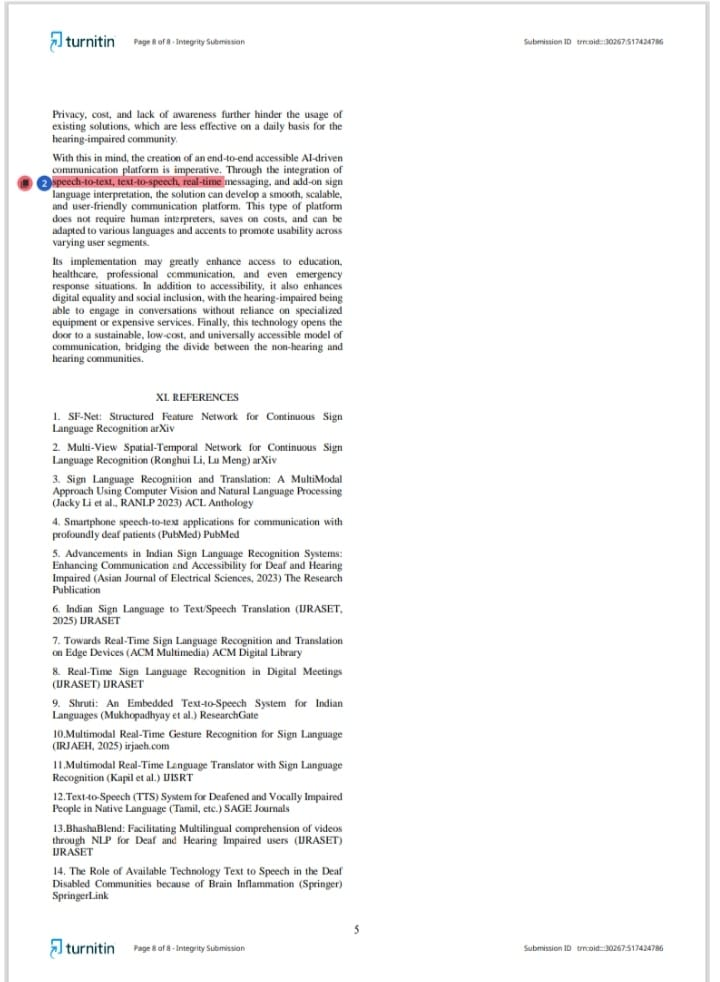 turnitin Page 8 of 8 - Integrity Submission Submission ID trn:oid:::30267:517424786
Privacy, cost, and lack of awareness further hinder the usage of
existing solutions, which are less effective on a daily basis for the
hearing-impaired community.
With this in mind, the creation of an end-to-end accessible AI-driven
communication platform is imperative. Through the integration of
2 speech-to-text, text-to-speech, real-time messaging, and add-on sign
language interpretation, the solution can develop a smooth, scalable,
and user-friendly communication platform. This type of platform
does not require human interpreters, saves on costs, and can be
adapted to various languages and accents to promote usability across
varying user segments.
Its implementation may greatly enhance access to education,
healthcare, professional communication, and even emergency
response situations. In addition to accessibility, it also enhances
digital equality and social inclusion, with the hearing-impaired being
able to engage in conversations without reliance on specialized
equipment or expensive services. Finally, this technology opens the
door to a sustainable, low-cost, and universally accessible model of
communication, bridging the divide between the non-hearing and
hearing communities.
XI. REFERENCES
1. SF-Net: Structured Feature Network for Continuous Sign
Language Recognition arXiv
2. Multi-View Spatial-Temporal Network for Continuous Sign
Language Recognition (Ronghui Li, Lu Meng) arXiv
3. Sign Language Recognition and Translation: A MultiModal
Approach Using Computer Vision and Natural Language Processing
(Jacky Li et al., RANLP 2023) ACL Anthology
4. Smartphone speech-to-text applications for communication with
profoundly deaf patients (PubMed) PubMed
5. Advancements in Indian Sign Language Recognition Systems:
Enhancing Communication and Accessibility for Deaf and Hearing
Impaired (Asian Journal of Electrical Sciences, 2023) The Research
Publication
6. Indian Sign Language to Text/Speech Translation (IJRASET,
2025) IJRASET
7. Towards Real-Time Sign Language Recognition and Translation
on Edge Devices (ACM Multimedia) ACM Digital Library
8. Real-Time Sign Language Recognition in Digital Meetings
(IJRASET) IJRASET
9. Shruti: An Embedded Text-to-Speech System for Indian
Languages (Mukhopadhyay et al.) ResearchGate
10.Multimodal Real-Time Gesture Recognition for Sign Language
(IRJAEH, 2025) irjaeh.com
11.Multimodal Real-Time Language Translator with Sign Language
Recognition (Kapil et al.) IJISRT
12.Text-to-Speech (TTS) System for Deafened and Vocally Impaired
People in Native Language (Tamil, etc.) SAGE Journals
13.BhashaBlend: Facilitating Multilingual comprehension of videos
through NLP for Deaf and Hearing Impaired users (IJRASET)
IJRASET
14. The Role of Available Technology Text to Speech in the Deaf
Disabled Communities because of Brain Inflammation (Springer)
SpringerLink
5
turnitin Page 8 of 8 - Integrity Submission Submission ID trn:oid:::30267:517424786